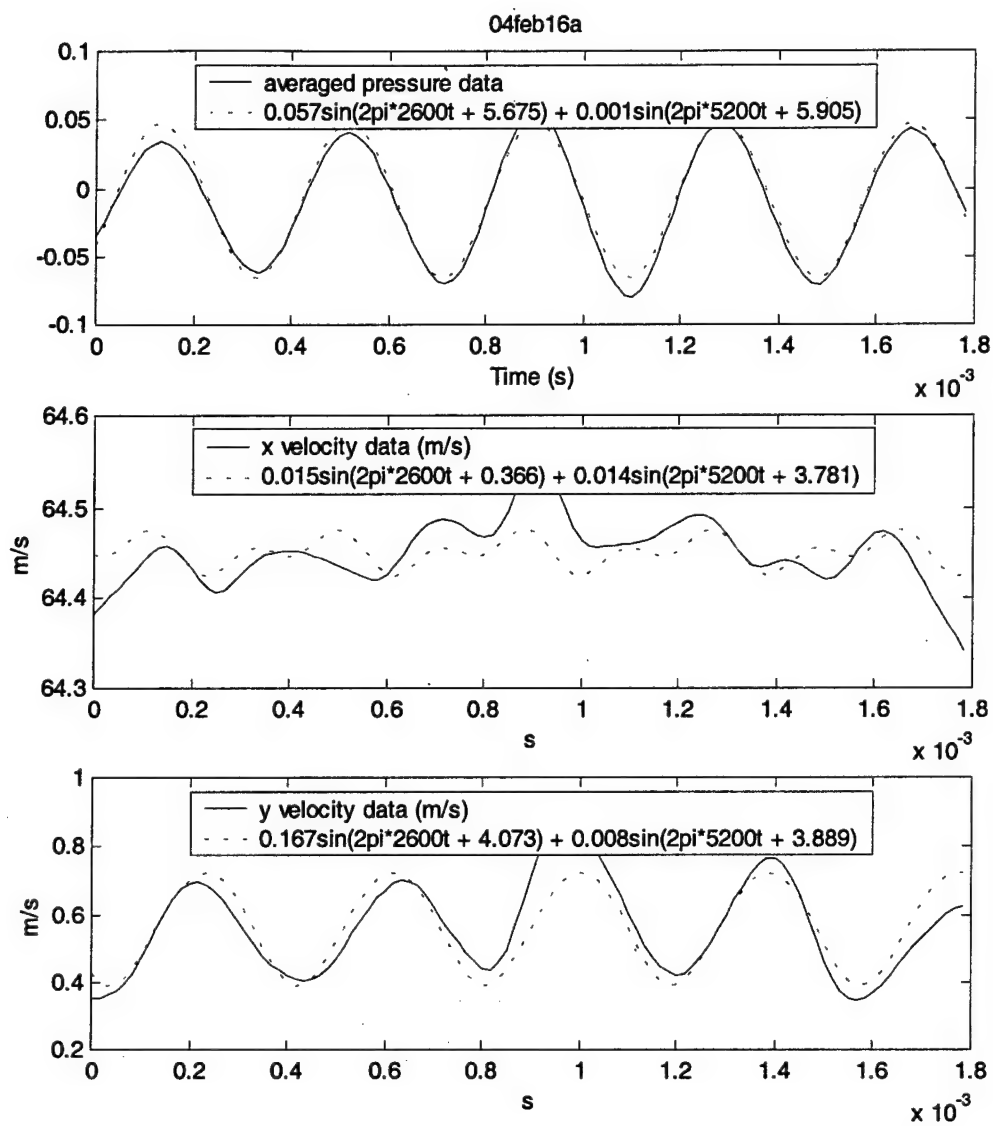 04feb16a
0.1
0.05
0
-0.05
-0.1
averaged pressure data
0.057sin(2pi*2600t + 5.675) + 0.001sin(2pi*5200t + 5.905)
0 0.2 0.4 0.6 0.8 1 1.2 1.4 1.6 1.8
Time (s)
x 10-3
64.6
64.5
64.4
64.3
m/s
x velocity data (m/s)
0.015sin(2pi*2600t + 0.366) + 0.014sin(2pi*5200t + 3.781)
0 0.2 0.4 0.6 0.8 1 1.2 1.4 1.6 1.8
s
x 10-3
1
0.8
0.6
0.4
0.2
m/s
y velocity data (m/s)
0.167sin(2pi*2600t + 4.073) + 0.008sin(2pi*5200t + 3.889)
0 0.2 0.4 0.6 0.8 1 1.2 1.4 1.6 1.8
s
x 10-3